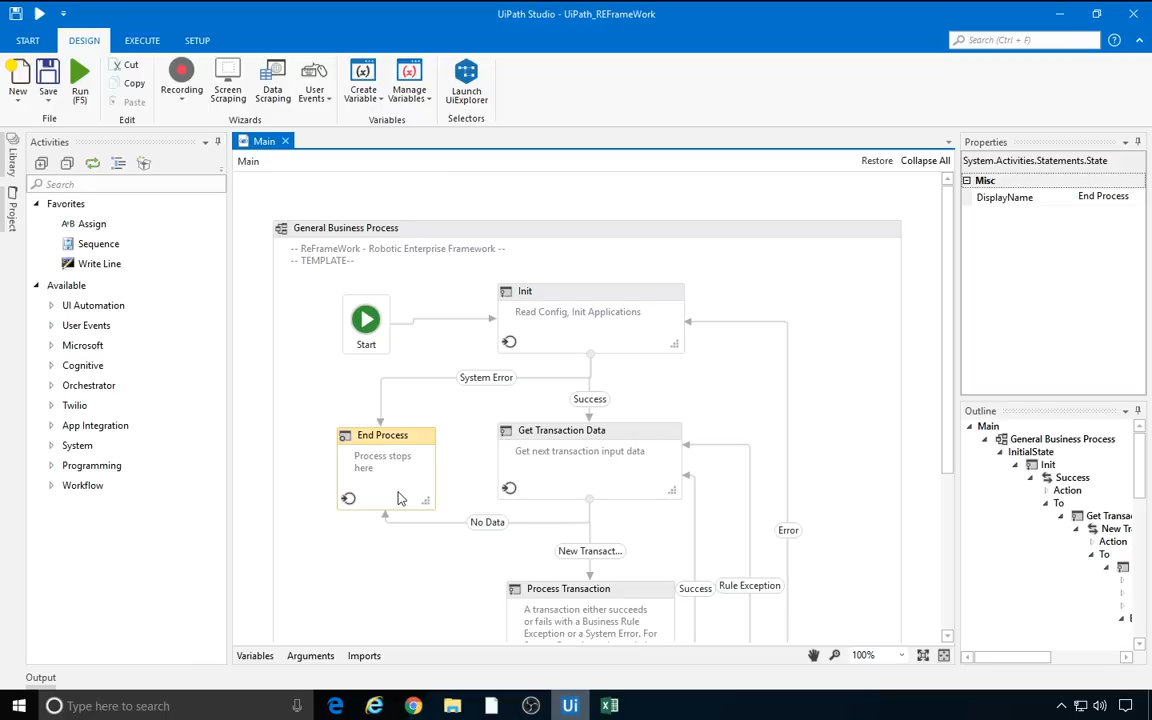 UiPath Studio - UiPath_REFrameWork
START
DESIGN
EXECUTE
SETUP
Search (Ctrl + F)
New
Save
Run
(F5)
Cut
Copy
Paste
Recording
Screen
Scraping
Data
Scraping
User
Events
Create
Variable
Manage
Variables
Launch
UiExplorer
File
Edit
Wizards
Variables
Selectors
Library
Project
Activities
Search
Favorites
A+B Assign
Sequence
Write Line
Available
UI Automation
User Events
Microsoft
Cognitive
Orchestrator
Twilio
App Integration
System
Programming
Workflow
Main
Main
Restore
Collapse All
General Business Process
-- ReFrameWork - Robotic Enterprise Framework --
-- TEMPLATE--
Start
Init
Read Config, Init Applications
System Error
Success
End Process
Process stops
here
Get Transaction Data
Get next transaction input data
No Data
New Transact...
Error
Success
Rule Exception
Process Transaction
A transaction either succeeds
or fails with a Business Rule
Exception or a System Error. For
Variables
Arguments
Imports
100%
Properties
System.Activities.Statements.State
Misc
DisplayName
End Process
Outline
Main
General Business Process
InitialState
Init
Success
Action
To
Get Transa
New Tr
Action
To
Output
Type here to search
Ui